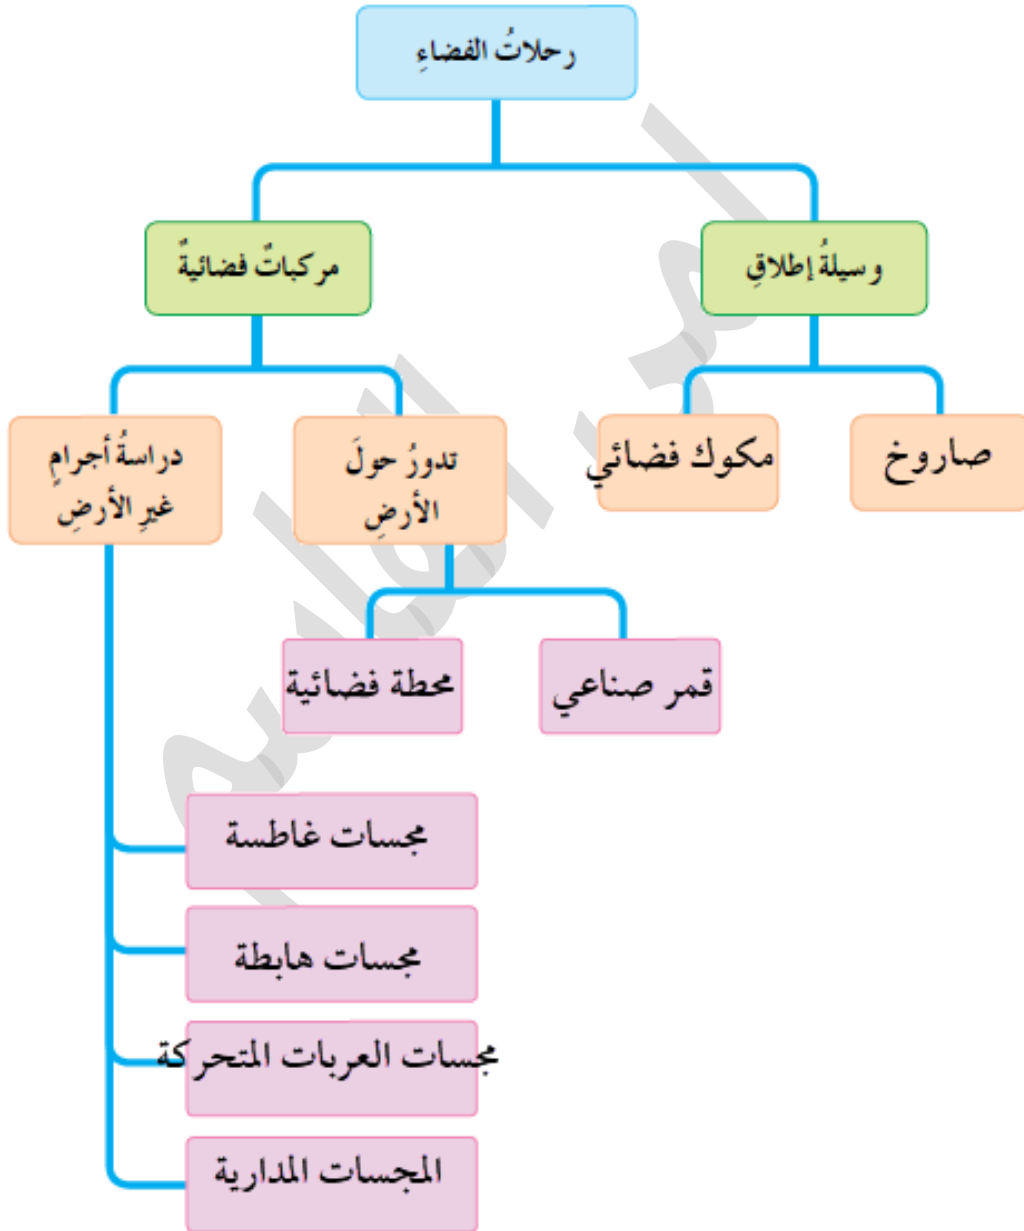 رحلاتُ الفضاءِ
وسيلةُ إطلاقِ
مركباتٌ فضائيةٌ
صاروخ
مكوك فضائي
تدورُ حولَ
الأرضِ
دراسةُ أجرامٍ
غيرِ الأرضِ
قمر صناعي
محطة فضائية
مجسات غاطسة
مجسات هابطة
مجسات العربات المتحركة
المجسات المدارية